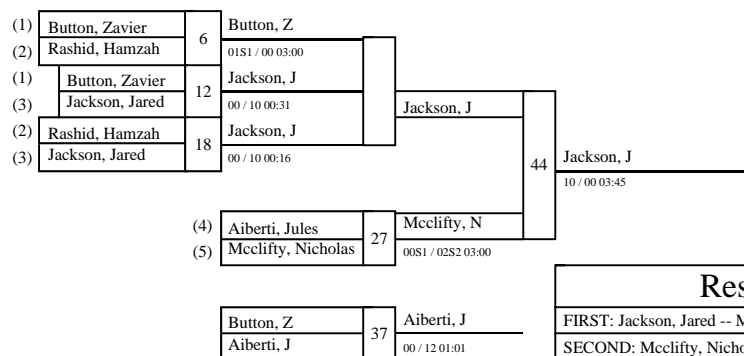 (1) Button, Zavier 6 Button, Z
(2) Rashid, Hamzah 01S1 / 00 03:00
(1) Button, Zavier 12 Jackson, J
(3) Jackson, Jared 00 / 10 00:31
Jackson, J
(2) Rashid, Hamzah 18 Jackson, J
(3) Jackson, Jared 00 / 10 00:16
44 Jackson, J
10 / 00 03:45
(4) Aiberti, Jules 27 Mcclifty, N
(5) Mcclifty, Nicholas 00S1 / 02S2 03:00
Res
Button, Z 37 Aiberti, J
FIRST: Jackson, Jared -- M
Aiberti, J 00 / 12 01:01
SECOND: Mcclifty, Nicho